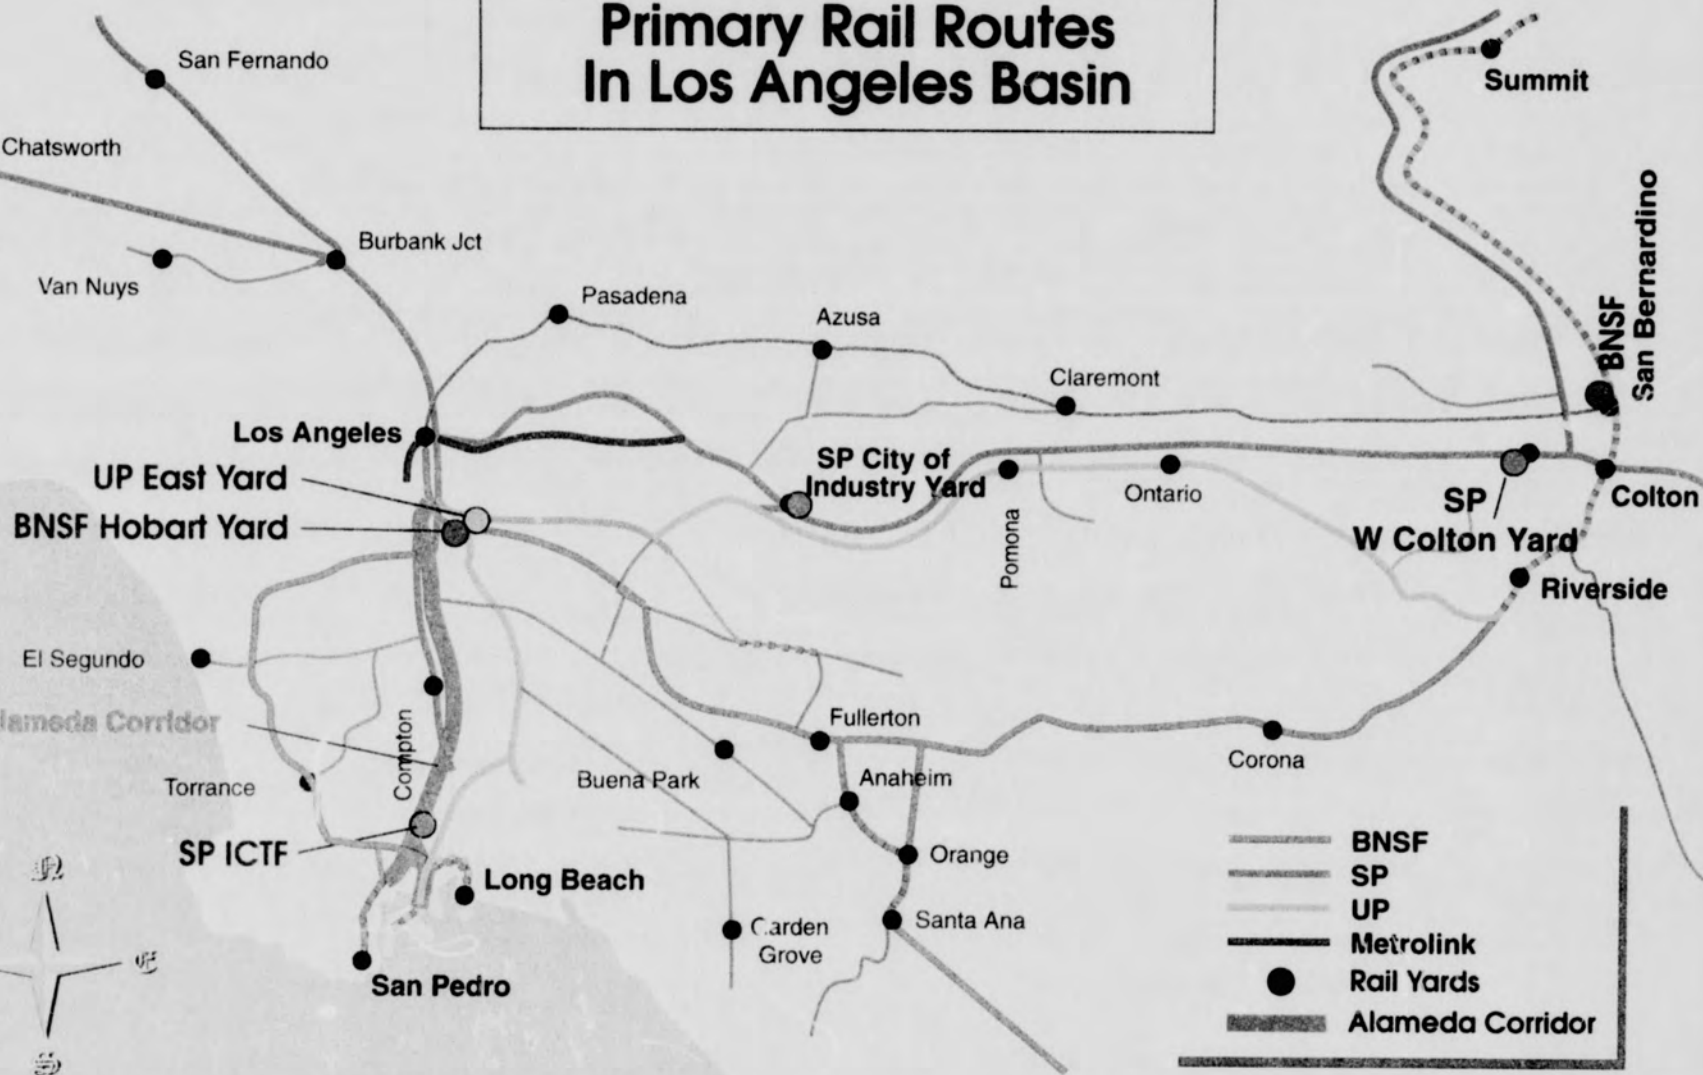 Primary Rail Routes
In Los Angeles Basin
San Fernando
Summit
Chatsworth
Burbank Jct
Van Nuys
Pasadena
Azusa
BNSF
San Bernardino
Claremont
Los Angeles
UP East Yard
BNSF Hobart Yard
SP City of
Industry Yard
Pomona
Ontario
SP
W Colton Yard
Colton
Riverside
El Segundo
lameda Corridor
Compton
Torrance
SP ICTF
Long Beach
San Pedro
Fullerton
Buena Park
Anaheim
Orange
Garden
Grove
Santa Ana
Corona
BNSF
SP
UP
Metrolink
Rail Yards
Alameda Corridor
N
E
S